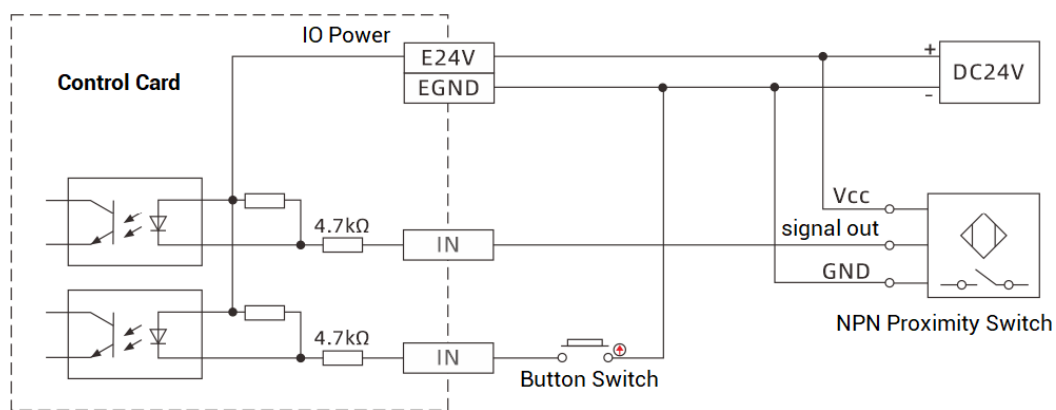 IO Power
E24V
EGND
+
-
DC24V
Control Card
Vcc
4.7kΩ
IN
signal out
GND
NPN Proximity Switch
4.7kΩ
IN
Button Switch